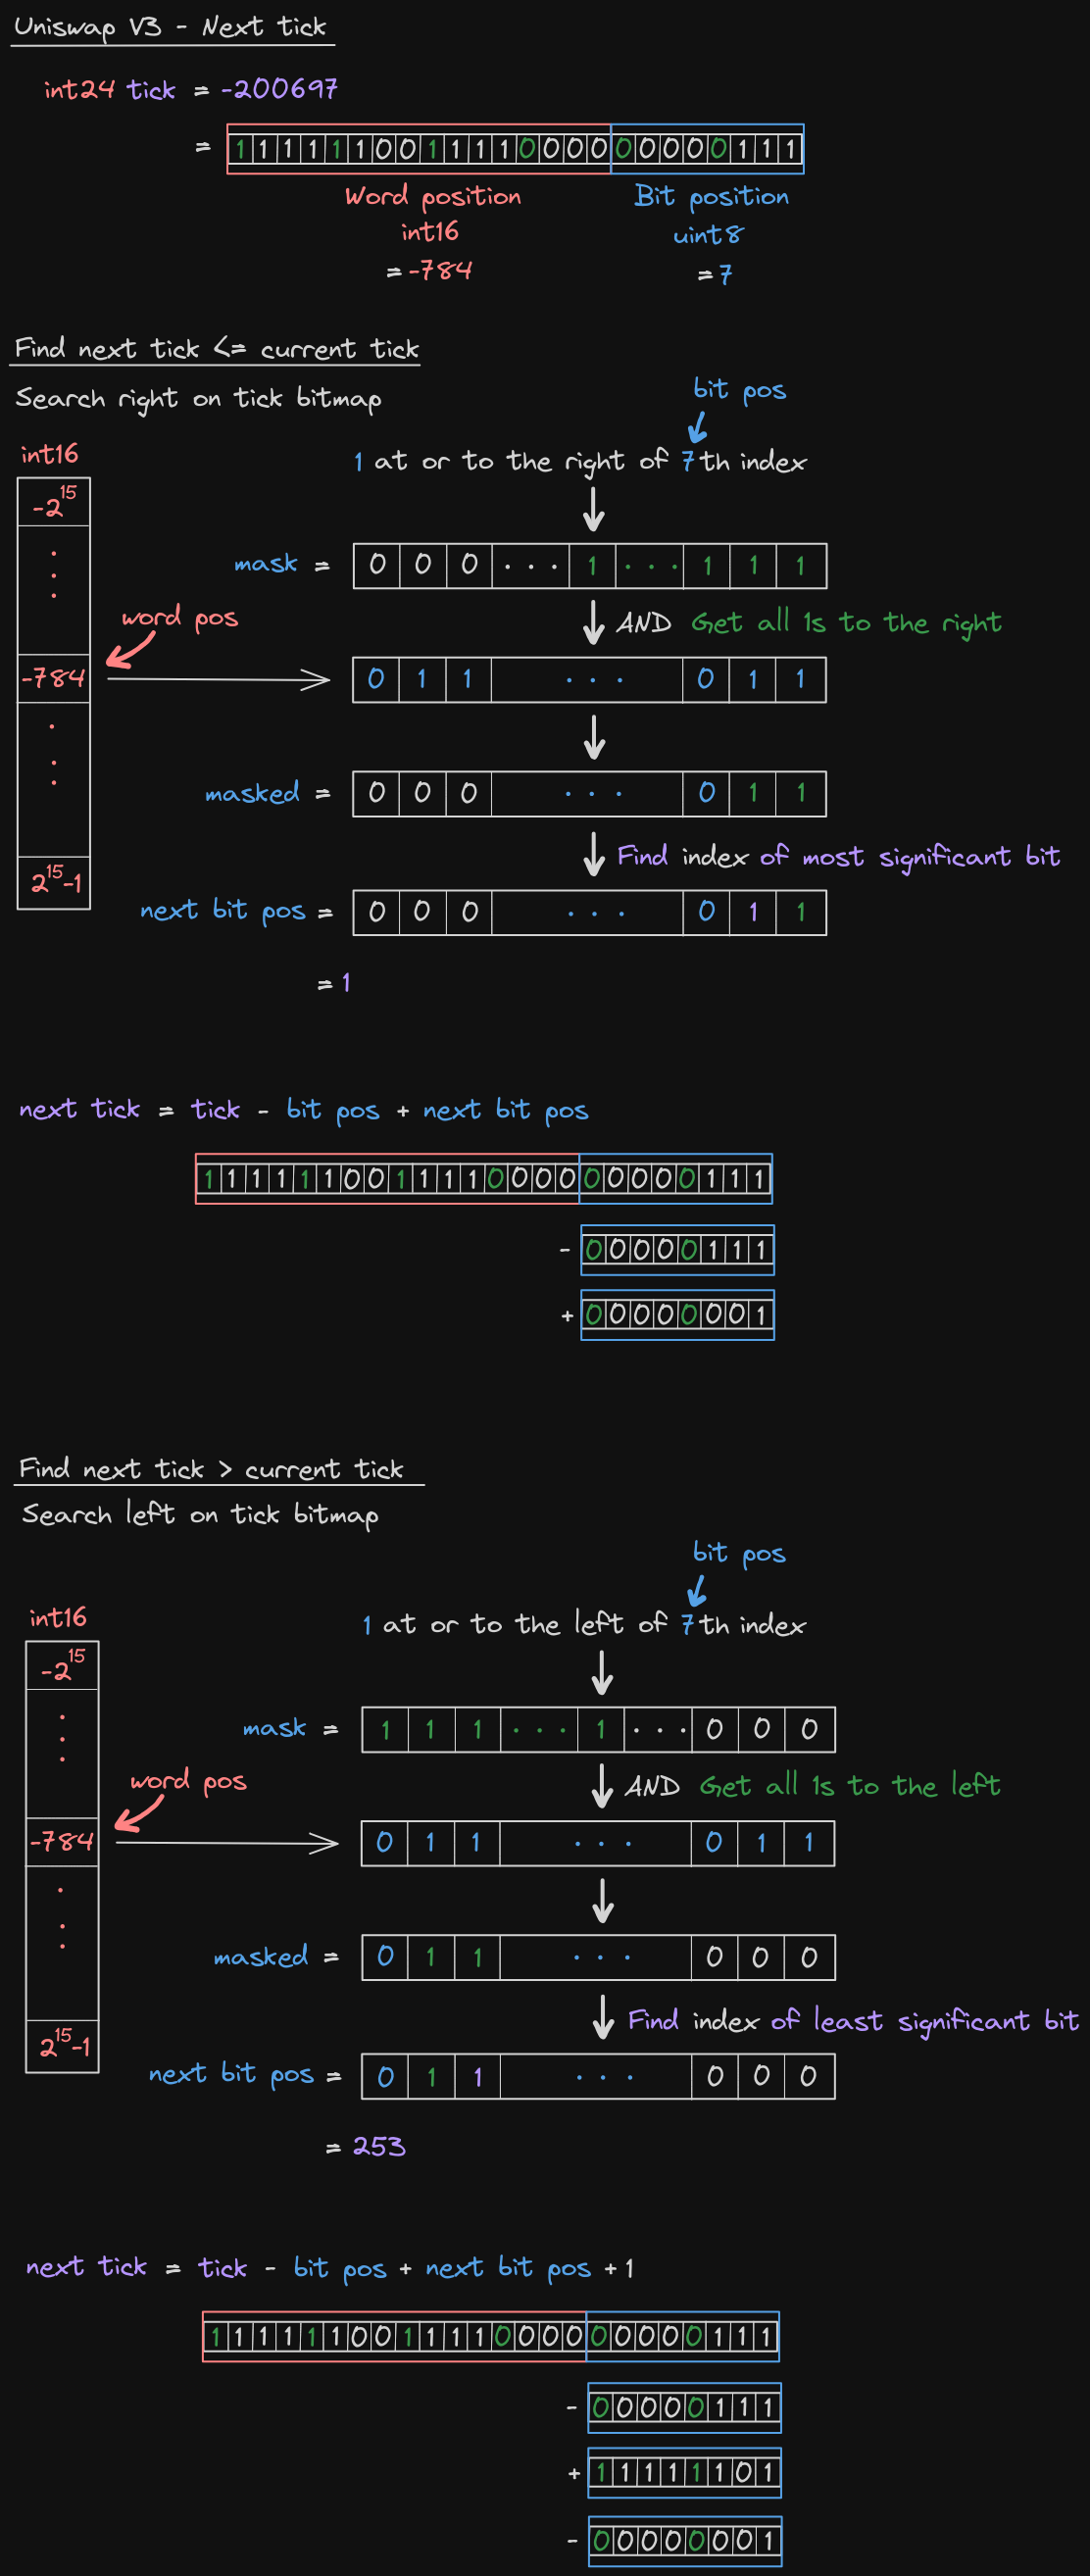 Uniswap V3 - Next tick
int24 tick = -200697
= 1 1 1 1 1 1 0 0 1 1 1 1 0 0 0 0 0 0 0 0 0 1 1 1
Word position Bit position
int16 uint8
= -784 = 7
Find next tick <= current tick
Search right on tick bitmap
bit pos
int16
1 at or to the right of 7th index
-2^15
mask = 0 0 0 ... 1 ... 1 1 1
word pos
AND Get all 1s to the right
-784
0 1 1 ... 0 1 1
masked = 0 0 0 ... 0 1 1
Find index of most significant bit
2^15-1
next bit pos = 0 0 0 ... 0 1 1
= 1
next tick = tick - bit pos + next bit pos
1 1 1 1 1 1 0 0 1 1 1 1 0 0 0 0 0 0 0 0 0 1 1 1
- 0 0 0 0 0 1 1 1
+ 0 0 0 0 0 0 0 1
Find next tick > current tick
Search left on tick bitmap
bit pos
int16
1 at or to the left of 7th index
-2^15
mask = 1 1 1 ... 1 ... 0 0 0
word pos
AND Get all 1s to the left
-784
0 1 1 ... 0 1 1
masked = 0 1 1 ... 0 0 0
Find index of least significant bit
2^15-1
next bit pos = 0 1 1 ... 0 0 0
= 253
next tick = tick - bit pos + next bit pos + 1
1 1 1 1 1 1 0 0 1 1 1 1 0 0 0 0 0 0 0 0 0 1 1 1
- 0 0 0 0 0 1 1 1
+ 1 1 1 1 1 1 0 1
- 0 0 0 0 0 0 0 1